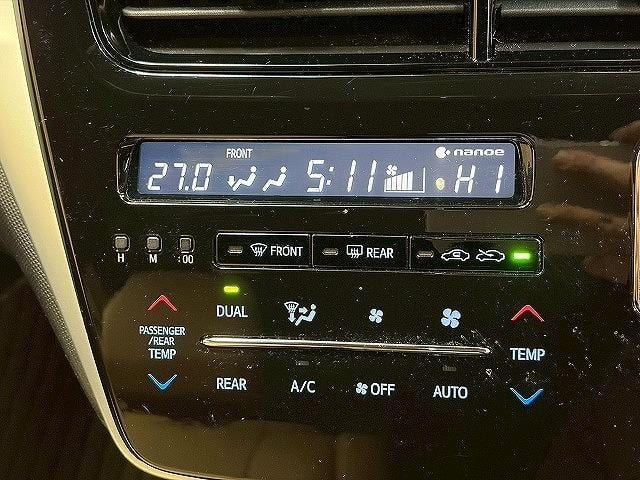 FRONT nanoe
27.0 5:11 HI
H M :00 FRONT REAR
DUAL
PASSENGER
/REAR
TEMP
TEMP
REAR A/C OFF AUTO